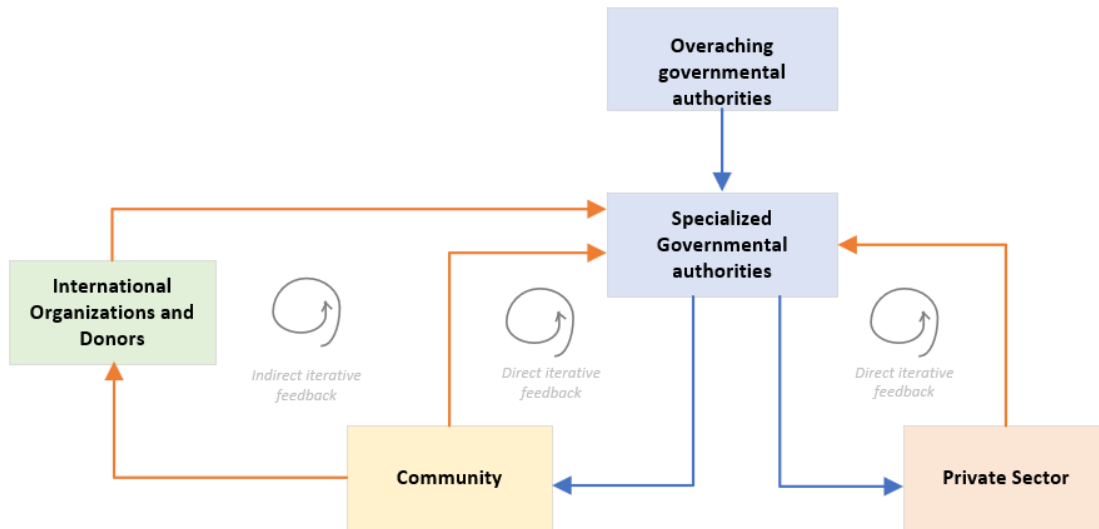 Overaching
governmental
authorities
Specialized
Governmental
authorities
International
Organizations and
Donors
Indirect iterative
feedback
Direct iterative
feedback
Direct iterative
feedback
Community
Private Sector